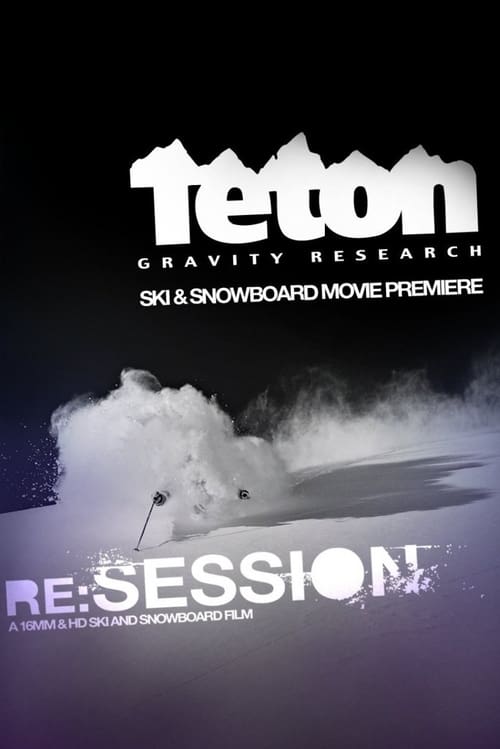 Teton
GRAVITY RESEARCH
SKI & SNOWBOARD MOVIE PREMIERE
RE:SESSION
A 16MM & HD SKI AND SNOWBOARD FILM